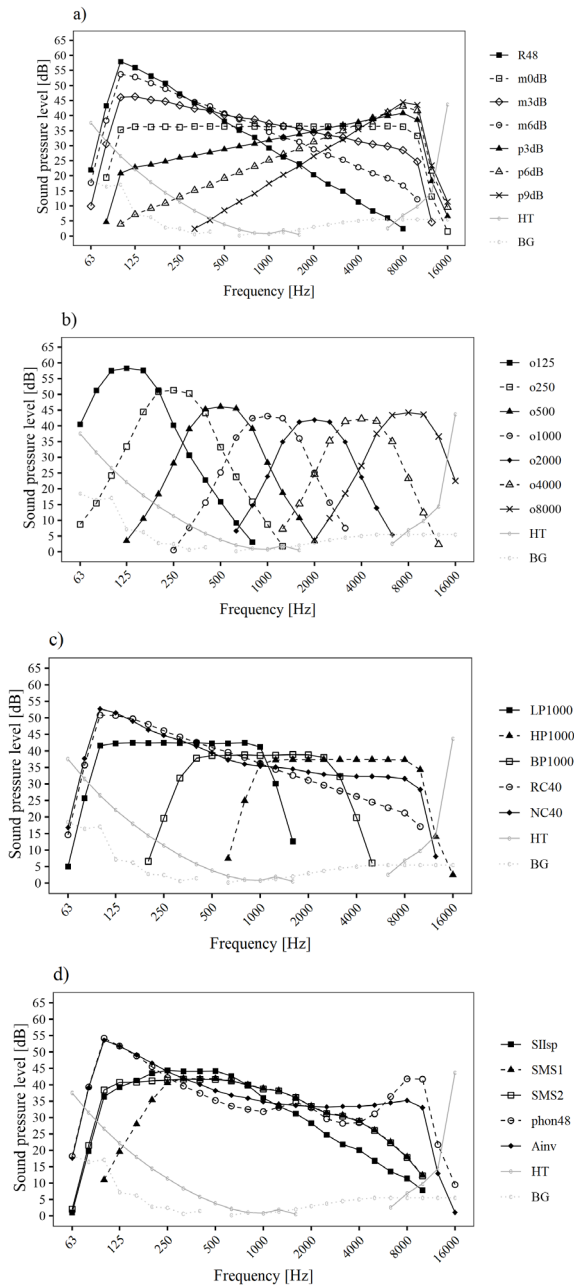 a)
Sound pressure level [dB]
65
60
55
50
45
40
35
30
25
20
15
10
5
0
63
125
250
500
1000
2000
4000
8000
16000
Frequency [Hz]
R48
m0dB
m3dB
m6dB
p3dB
p6dB
p9dB
HT
BG
b)
Sound pressure level [dB]
65
60
55
50
45
40
35
30
25
20
15
10
5
0
63
125
250
500
1000
2000
4000
8000
16000
Frequency [Hz]
o125
o250
o500
o1000
o2000
o4000
o8000
HT
BG
c)
Sound pressure level [dB]
65
60
55
50
45
40
35
30
25
20
15
10
5
0
63
125
250
500
1000
2000
4000
8000
16000
Frequency [Hz]
LP1000
HP1000
BP1000
RC40
NC40
HT
BG
d)
Sound pressure level [dB]
65
60
55
50
45
40
35
30
25
20
15
10
5
0
63
125
250
500
1000
2000
4000
8000
16000
Frequency [Hz]
SIIsp
SMS1
SMS2
phon48
Ainv
HT
BG